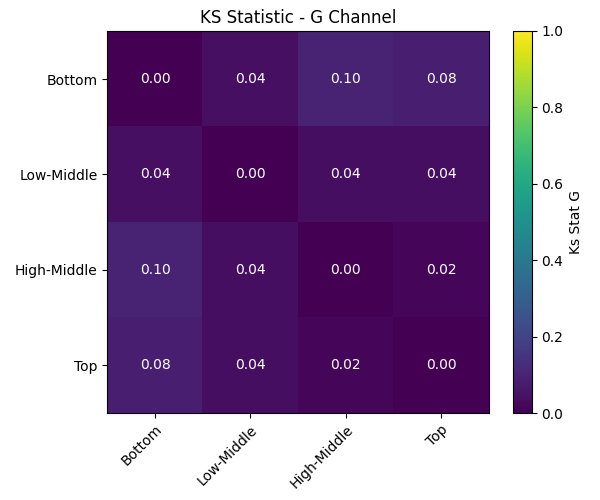 KS Statistic - G Channel
Bottom 0.00 0.04 0.10 0.08
Low-Middle 0.04 0.00 0.04 0.04
High-Middle 0.10 0.04 0.00 0.02
Top 0.08 0.04 0.02 0.00
Bottom Low-Middle High-Middle Top
1.0
0.8
0.6
0.4
0.2
0.0
Ks Stat G